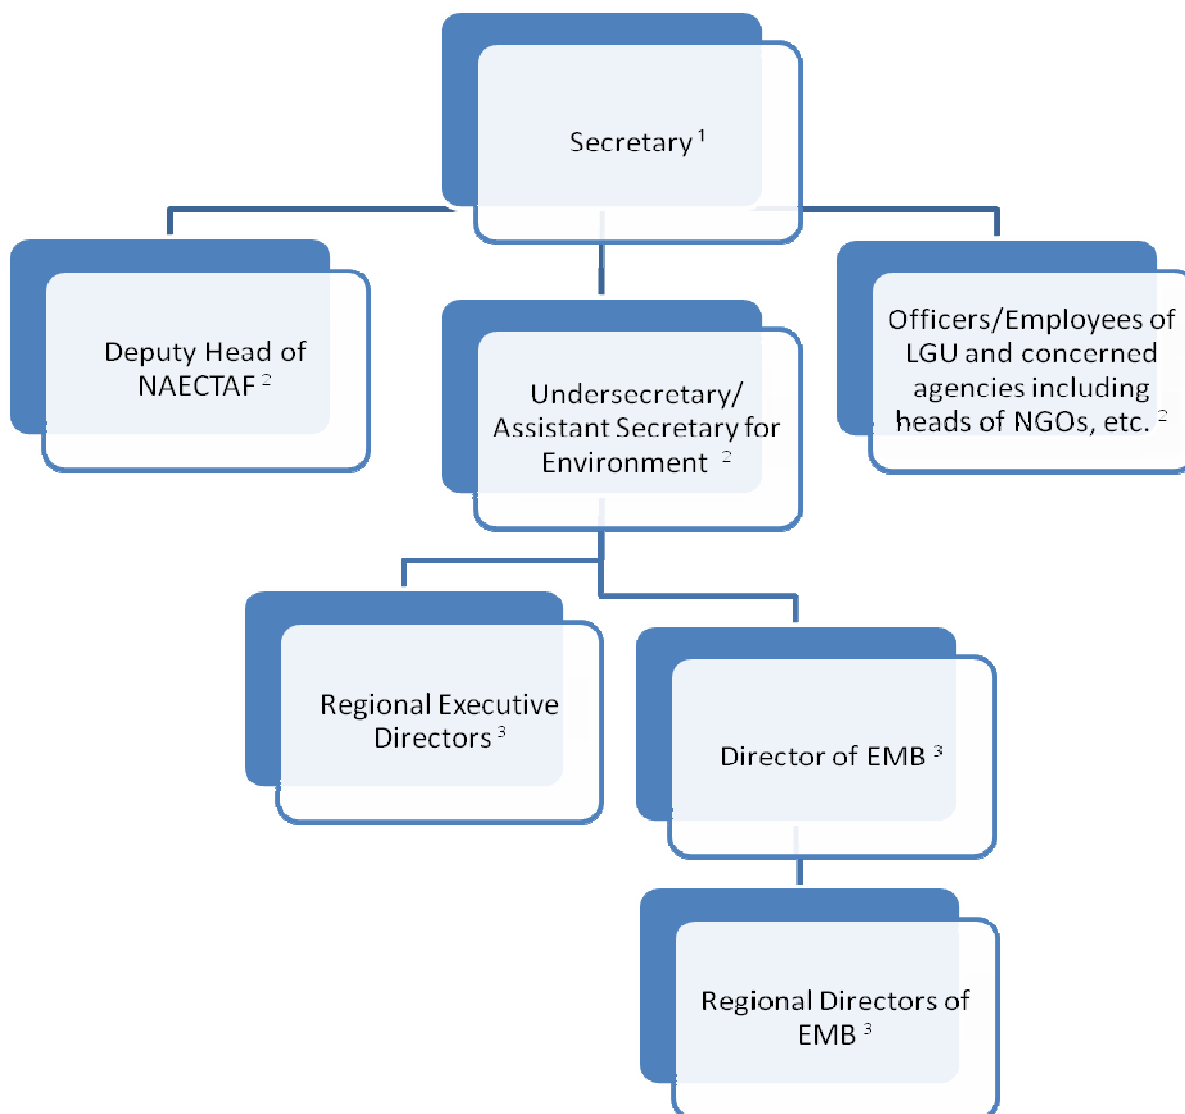 Secretary ¹
Deputy Head of
NAECTAF ²
Undersecretary/
Assistant Secretary for
Environment ²
Officers/Employees of
LGU and concerned
agencies including
heads of NGOs, etc. ²
Regional Executive
Directors ³
Director of EMB ³
Regional Directors of
EMB ³